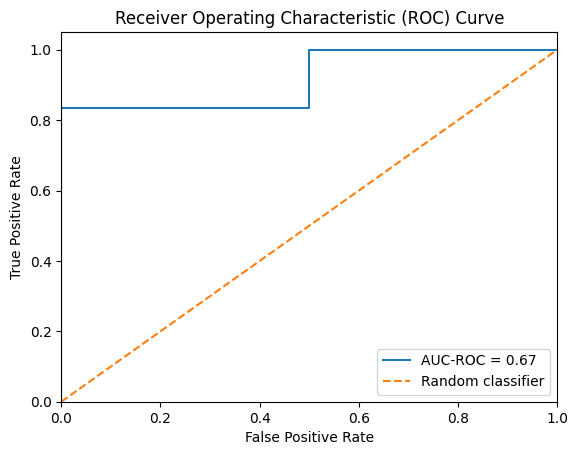 Receiver Operating Characteristic (ROC) Curve
1.0
0.8
0.6
0.4
0.2
0.0
True Positive Rate
AUC-ROC = 0.67
Random classifier
0.0 0.2 0.4 0.6 0.8 1.0
False Positive Rate